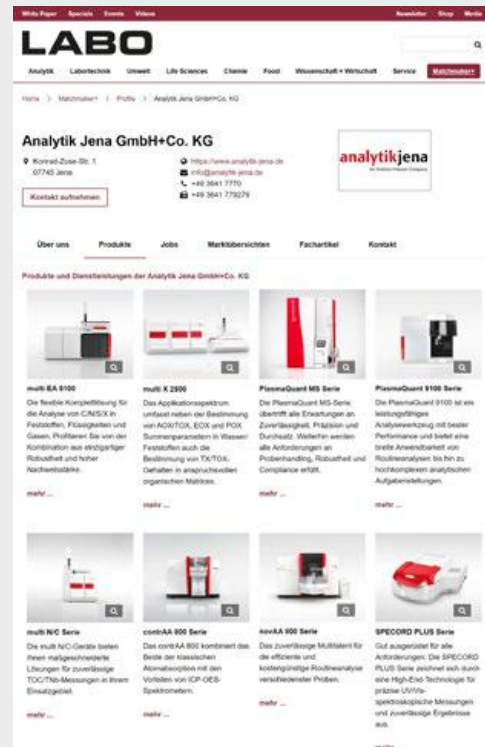 White Paper Specials Events Videos Newsletter Shop Media
LABO
Analytik Labortechnik Umwelt Life Sciences Chemie Food Wissenschaft + Wirtschaft Service Matchmaker+
Home > Matchmaker+ > Profile > Analytik Jena GmbH+Co. KG
Analytik Jena GmbH+Co. KG
Konrad-Zuse-Str. 1
07745 Jena
Kontakt aufnehmen
https://www.analytik-jena.de
info@analytik-jena.de
+49 3641 7770
+49 3641 779279
analytikjena
An Endress+Hauser Company
Über uns Produkte Jobs Marktübersichten Fachartikel Kontakt
Produkte und Dienstleistungen der Analytik Jena GmbH+Co. KG
multi EA 5100
Die flexible Komplettlösung für
die Analyse von C/N/S/X in
Feststoffen, Flüssigkeiten und
Gasen. Profitieren Sie von der
Kombination aus einzigartiger
Robustheit und hoher
Nachweisstärke.
mehr ...
multi X 2500
Das Applikationsspektrum
umfasst neben der Bestimmung
von AOX/TOX, EOX und POX
Summenparametern in Wasser/
Feststoffen auch die
Bestimmung von TX/TOX-
Gehalten in anspruchsvollen
organischen Matrices.
mehr ...
PlasmaQuant MS Serie
Die PlasmaQuant MS-Serie
übertrifft alle Erwartungen an
Zuverlässigkeit, Präzision und
Durchsatz. Weiterhin werden
alle Anforderungen an
Probenhandling, Robustheit und
Compliance erfüllt.
mehr ...
PlasmaQuant 9100 Serie
Die PlasmaQuant 9100 ist ein
leistungsfähiges
Analysewerkzeug mit bester
Performance und bietet eine
breite Anwendbarkeit von
Routineanalysen bis hin zu
hochkomplexen analytischen
Aufgabenstellungen.
mehr ...
multi N/C Serie
Die multi N/C-Geräte bieten
Ihnen maßgeschneiderte
Lösungen für zuverlässige
TOC/TNb-Messungen in Ihrem
Einsatzgebiet.
mehr ...
contrAA 800 Serie
Das contrAA 800 kombiniert das
Beste der klassischen
Atomabsorption mit den
Vorteilen von ICP-OES-
Spektrometern.
mehr ...
novAA 800 Serie
Das zuverlässige Multitalent für
die effiziente und
kostengünstige Routineanalyse
verschiedenster Proben.
mehr ...
SPECORD PLUS Serie
Gut ausgerüstet für alle
Anforderungen: Die SPECORD
PLUS Serie zeichnet sich durch
eine High-End-Technologie für
präzise UV/Vis-
spektroskopische Messungen
und zuverlässige Ergebnisse
aus.
mehr